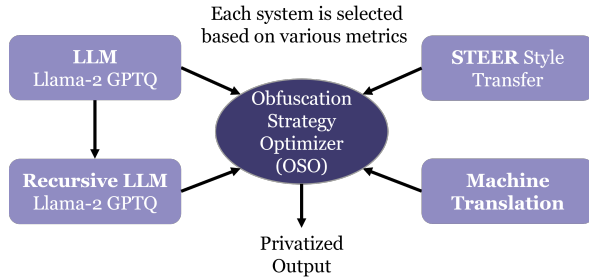 Each system is selected
based on various metrics
LLM
Llama-2 GPTQ
STEER Style
Transfer
Obfuscation
Strategy
Optimizer
(OSO)
Recursive LLM
Llama-2 GPTQ
Machine
Translation
Privatized
Output